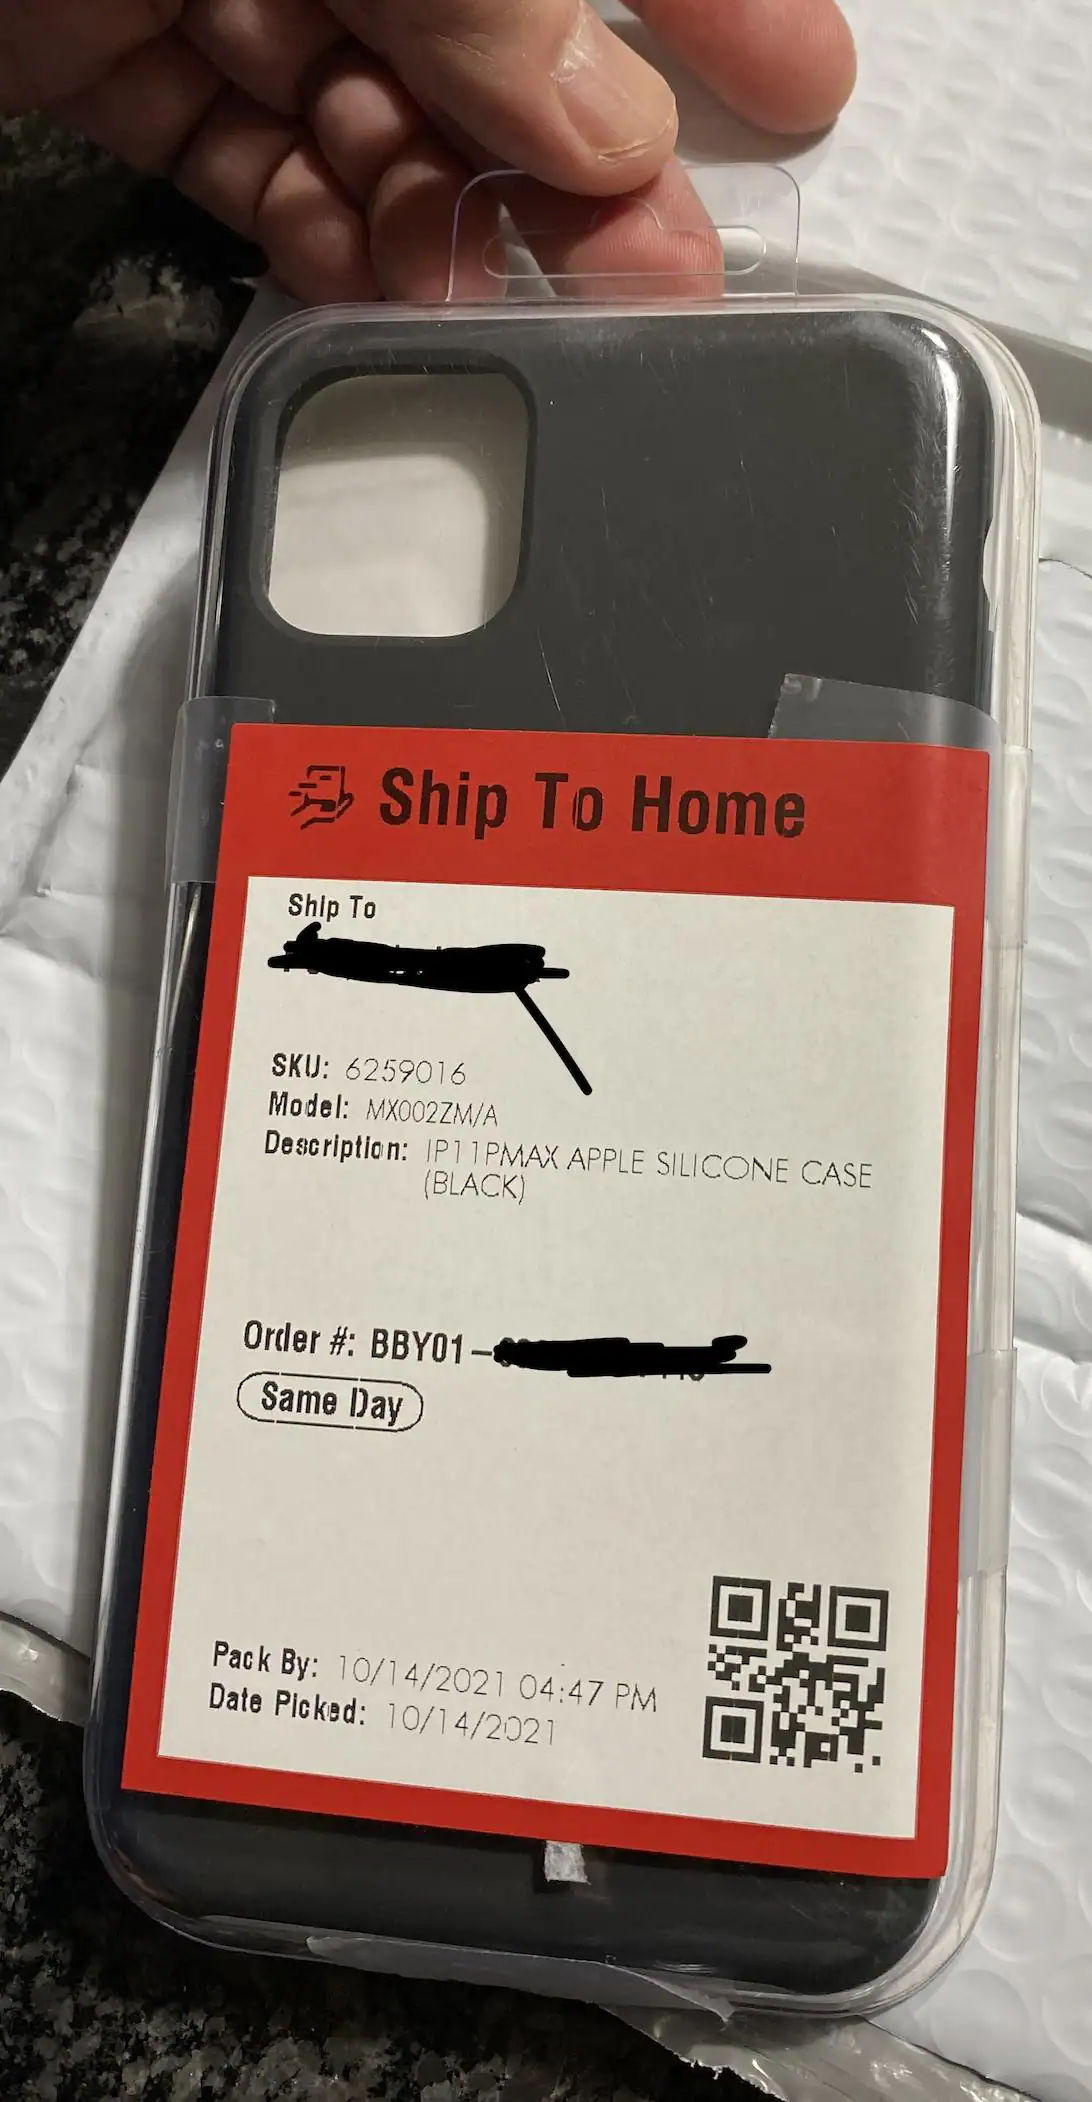 Ship To Home
Ship To
SKU: 6259016
Model: MX002ZM/A
Description: IP11PMAX APPLE SILICONE CASE
(BLACK)
Order #: BBY01-
Same Day
Pack By: 10/14/2021 04:47 PM
Date Picked: 10/14/2021